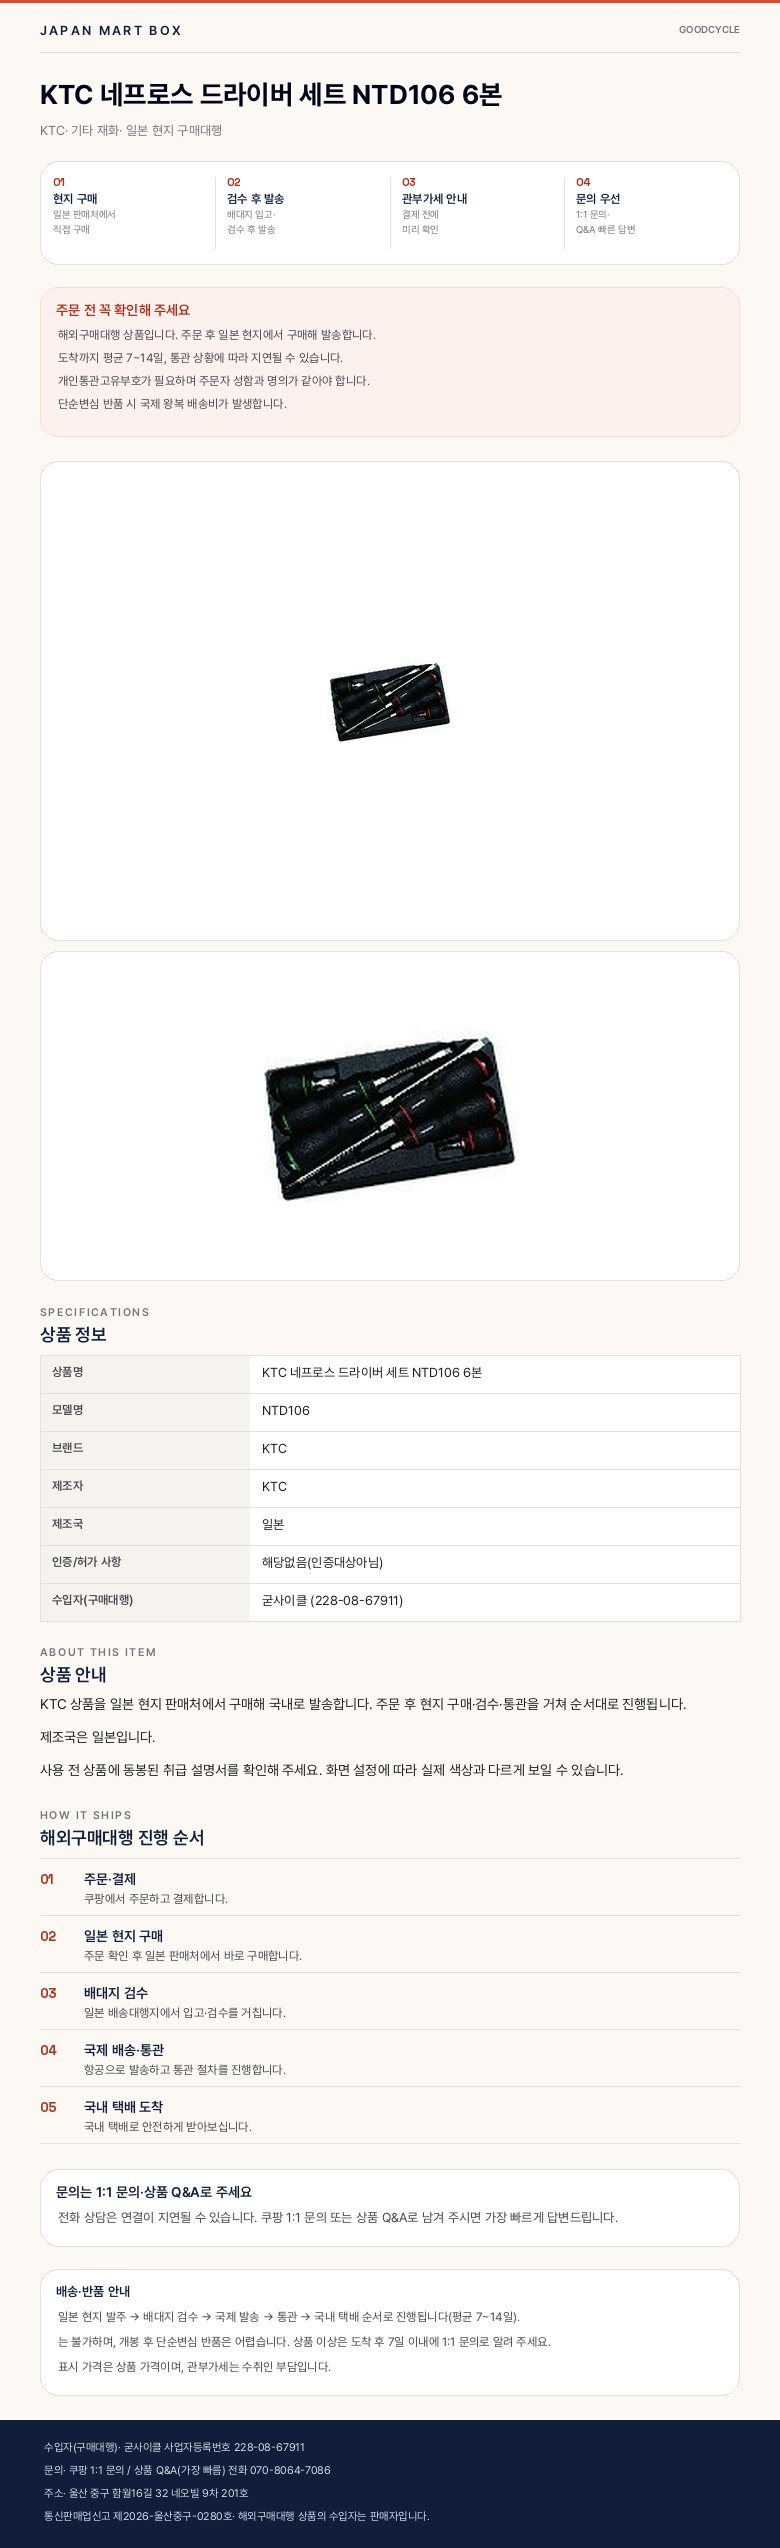 JAPAN MART BOX
GOODCYCLE
KTC 네프로스 드라이버 세트 NTD106 6본
KTC· 기타 재화· 일본 현지 구매대행
01
현지 구매
일본 판매처에서
직접 구매
02
검수 후 발송
배대지 입고·
검수 후 발송
03
관부가세 안내
결제 전에
미리 확인
04
문의 우선
1:1 문의·
Q&A 빠른 답변
주문 전 꼭 확인해 주세요
해외구매대행 상품입니다. 주문 후 일본 현지에서 구매해 발송합니다.
도착까지 평균 7~14일, 통관 상황에 따라 지연될 수 있습니다.
개인통관고유부호가 필요하며 주문자 성함과 명의가 같아야 합니다.
단순변심 반품 시 국제 왕복 배송비가 발생합니다.
SPECIFICATIONS
상품 정보
상품명 KTC 네프로스 드라이버 세트 NTD106 6본
모델명 NTD106
브랜드 KTC
제조자 KTC
제조국 일본
인증/허가 사항 해당없음(인증대상아님)
수입자(구매대행) 굳사이클 (228-08-67911)
ABOUT THIS ITEM
상품 안내
KTC 상품을 일본 현지 판매처에서 구매해 국내로 발송합니다. 주문 후 현지 구매·검수·통관을 거쳐 순서대로 진행됩니다.
제조국은 일본입니다.
사용 전 상품에 동봉된 취급 설명서를 확인해 주세요. 화면 설정에 따라 실제 색상과 다르게 보일 수 있습니다.
HOW IT SHIPS
해외구매대행 진행 순서
01 주문·결제
쿠팡에서 주문하고 결제합니다.
02 일본 현지 구매
주문 확인 후 일본 판매처에서 바로 구매합니다.
03 배대지 검수
일본 배송대행지에서 입고·검수를 거칩니다.
04 국제 배송·통관
항공으로 발송하고 통관 절차를 진행합니다.
05 국내 택배 도착
국내 택배로 안전하게 받아보십니다.
문의는 1:1 문의·상품 Q&A로 주세요
전화 상담은 연결이 지연될 수 있습니다. 쿠팡 1:1 문의 또는 상품 Q&A로 남겨 주시면 가장 빠르게 답변드립니다.
배송·반품 안내
일본 현지 발주 → 배대지 검수 → 국제 발송 → 통관 → 국내 택배 순서로 진행됩니다(평균 7~14일).
는 불가하며, 개봉 후 단순변심 반품은 어렵습니다. 상품 이상은 도착 후 7일 이내에 1:1 문의로 알려 주세요.
표시 가격은 상품 가격이며, 관부가세는 수취인 부담입니다.
수입자(구매대행)· 굳사이클 사업자등록번호 228-08-67911
문의· 쿠팡 1:1 문의 / 상품 Q&A(가장 빠름) 전화 070-8064-7086
주소· 울산 중구 함월16길 32 네오빌 9차 201호
통신판매업신고 제2026-울산중구-0280호· 해외구매대행 상품의 수입자는 판매자입니다.